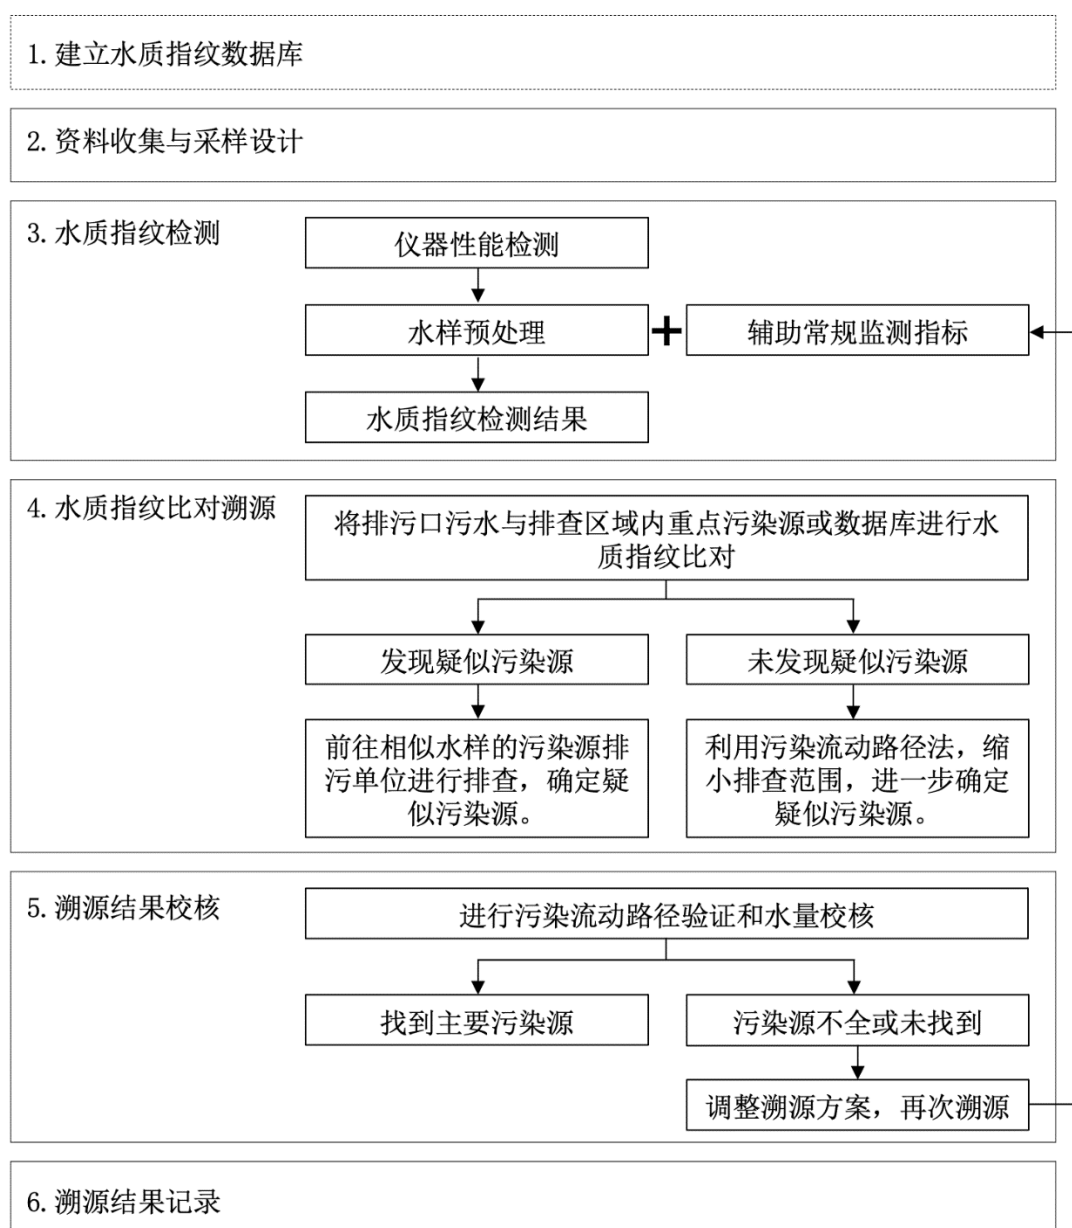 1. 建立水质指纹数据库
2. 资料收集与采样设计
3. 水质指纹检测
仪器性能检测
水样预处理
+
辅助常规监测指标
水质指纹检测结果
4. 水质指纹比对溯源
将排污口污水与排查区域内重点污染源或数据库进行水
质指纹比对
发现疑似污染源
未发现疑似污染源
前往相似水样的污染源排
污单位进行排查，确定疑
似污染源。
利用污染流动路径法，缩
小排查范围，进一步确定
疑似污染源。
5. 溯源结果校核
进行污染流动路径验证和水量校核
找到主要污染源
污染源不全或未找到
调整溯源方案，再次溯源
6. 溯源结果记录